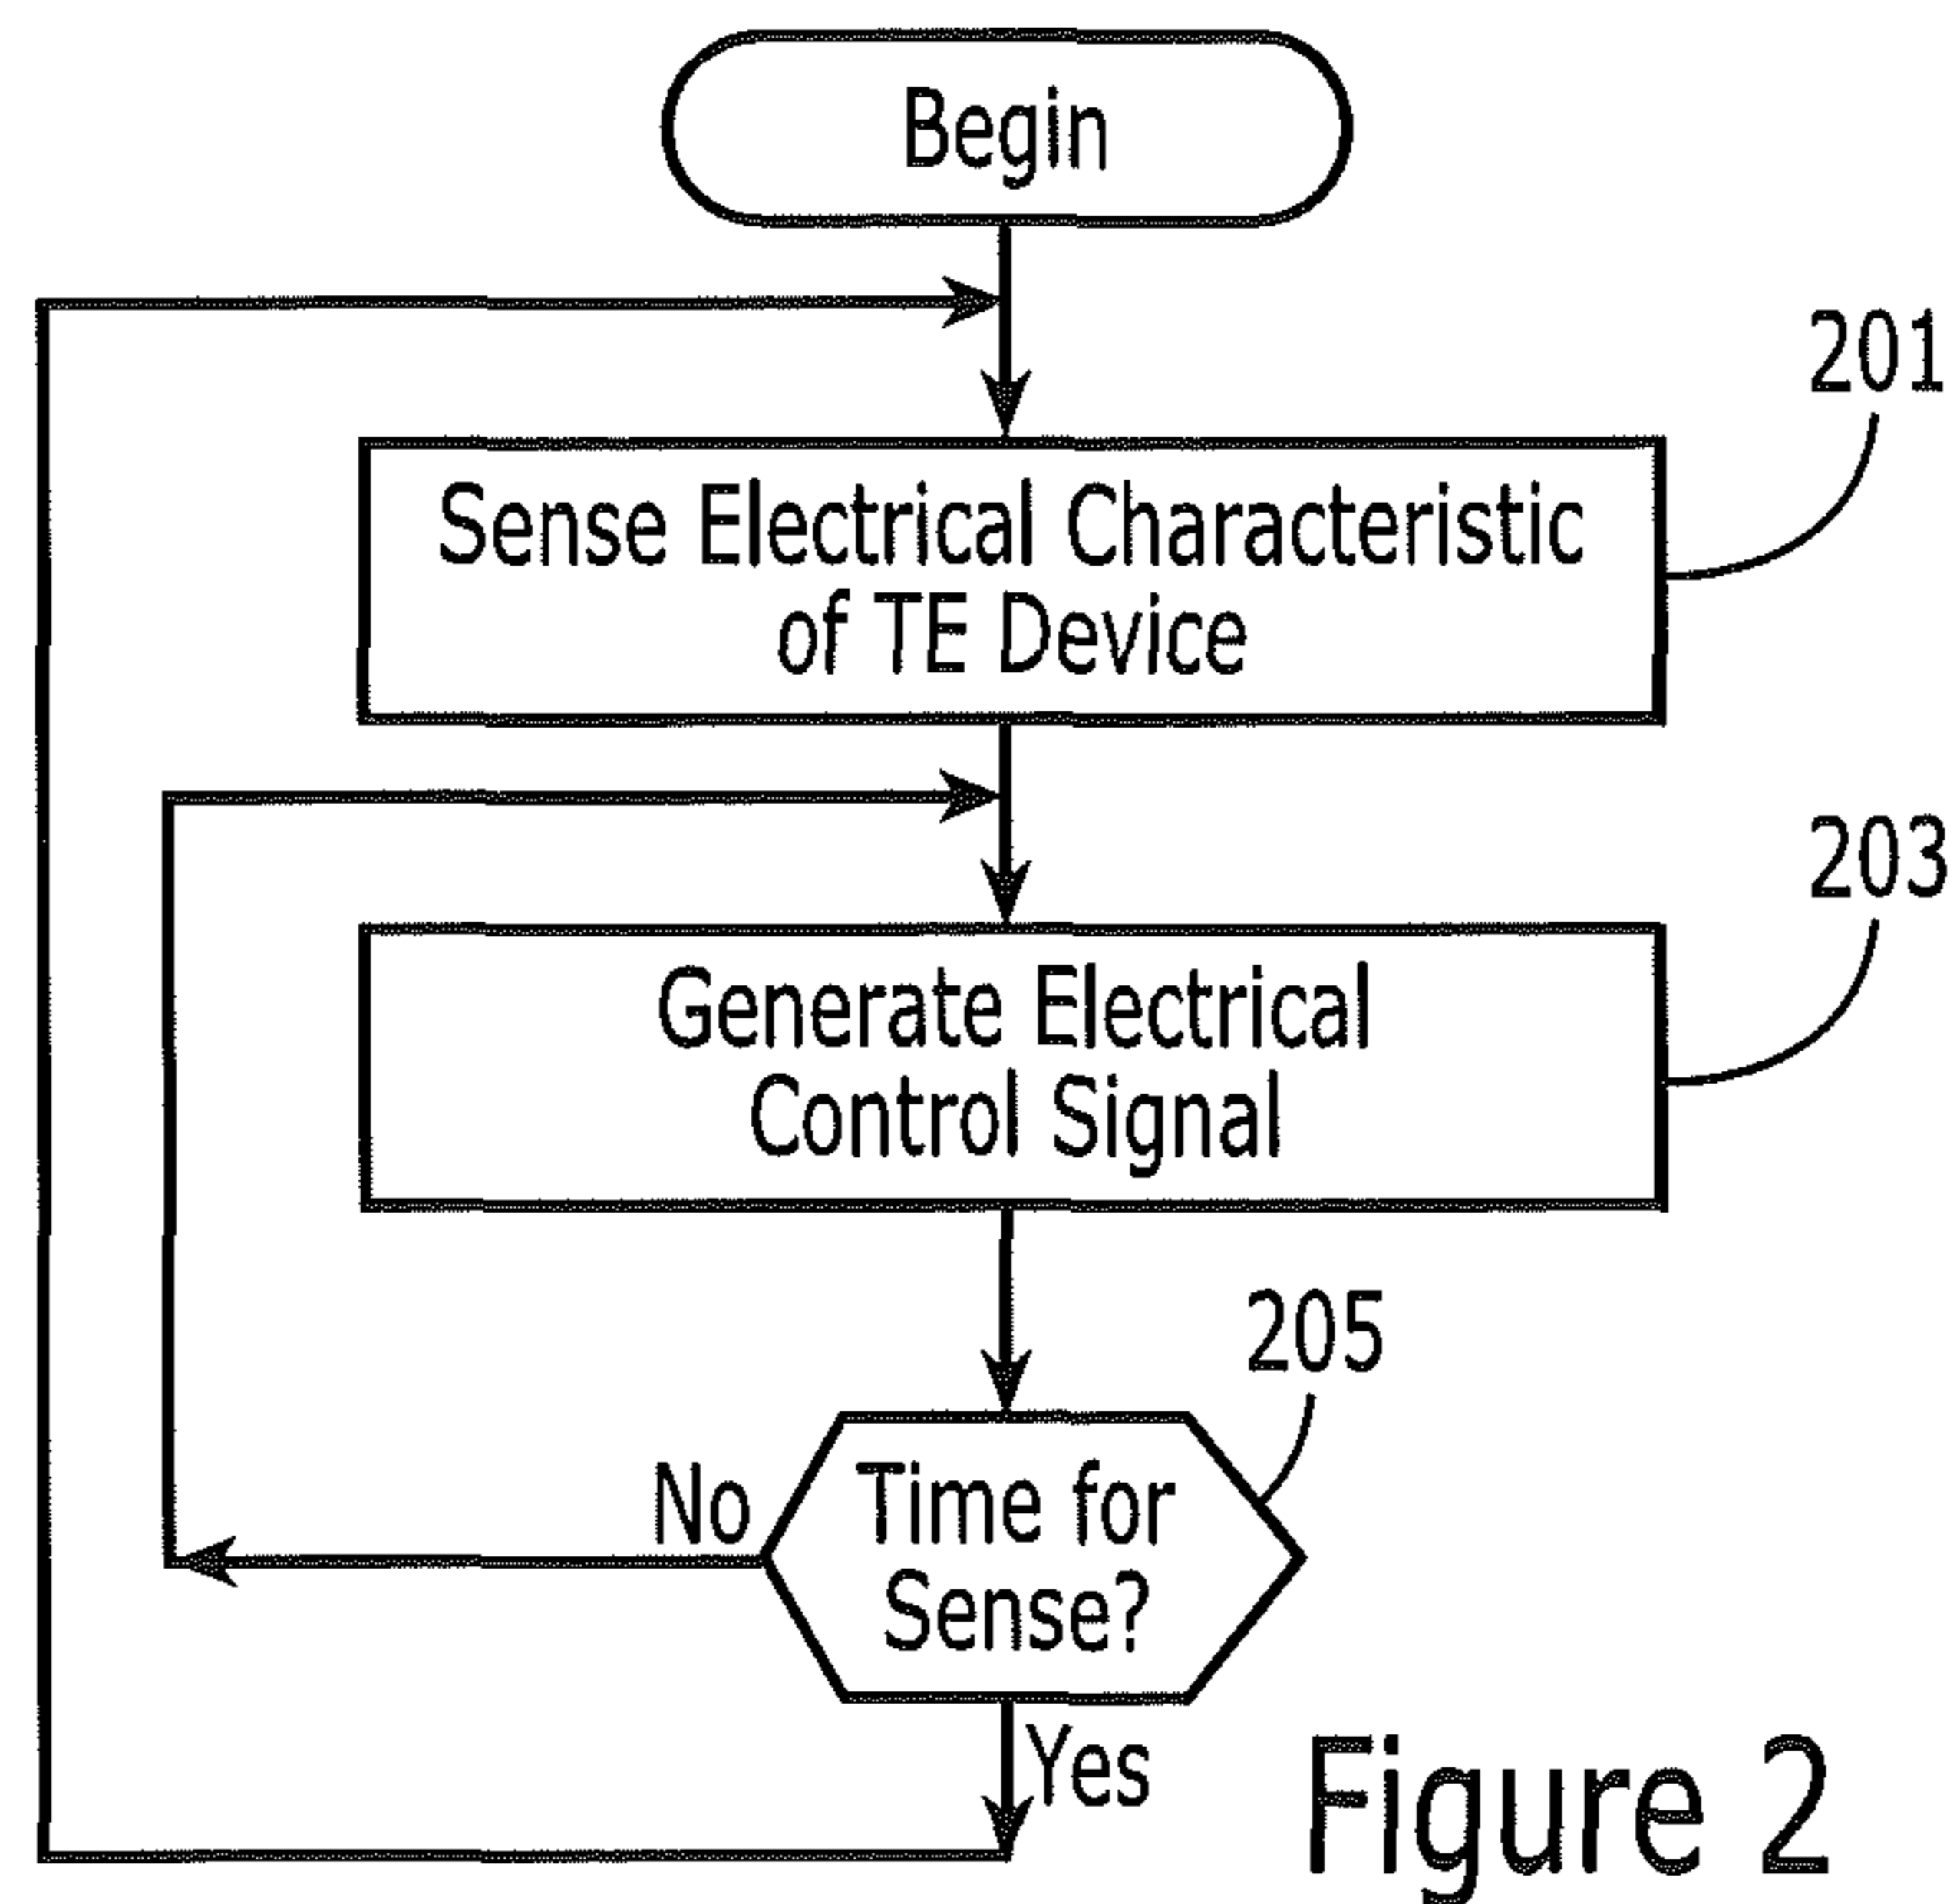 Begin
201
Sense Electrical Characteristic
of TE Device
203
Generate Electrical
Control Signal
205
No
Time for
Sense?
Yes
Figure 2